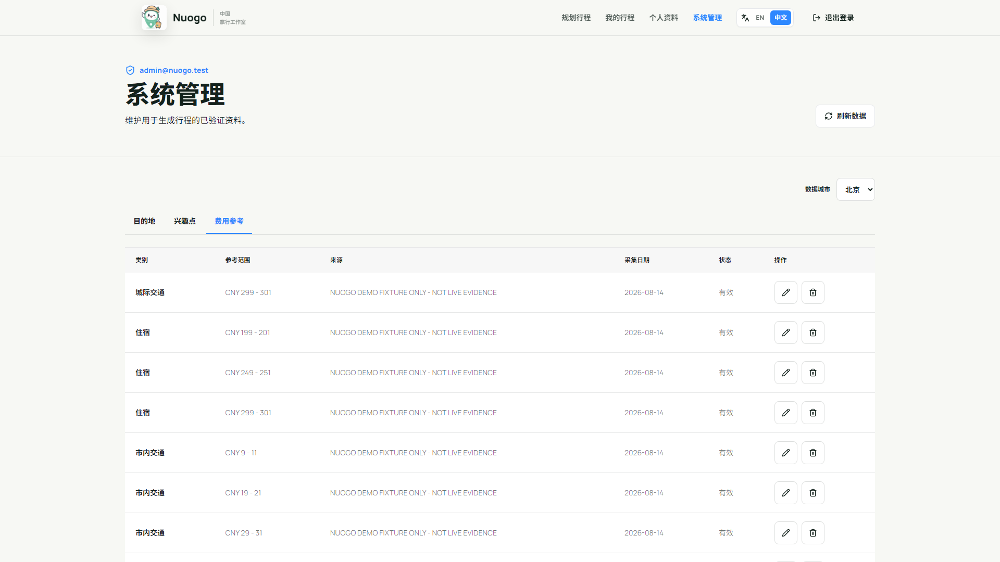 Nuogo
中国
旅行工作室
规划行程
我的行程
个人资料
系统管理
EN
中文
退出登录
admin@nuogo.test
系统管理
维护用于生成行程的已验证资料。
刷新数据
数据城市
北京
目的地
兴趣点
费用参考
类别 参考范围 来源 采集日期 状态 操作
城际交通 CNY 299 - 301 NUOGO DEMO FIXTURE ONLY - NOT LIVE EVIDENCE 2026-08-14 有效
住宿 CNY 199 - 201 NUOGO DEMO FIXTURE ONLY - NOT LIVE EVIDENCE 2026-08-14 有效
住宿 CNY 249 - 251 NUOGO DEMO FIXTURE ONLY - NOT LIVE EVIDENCE 2026-08-14 有效
住宿 CNY 299 - 301 NUOGO DEMO FIXTURE ONLY - NOT LIVE EVIDENCE 2026-08-14 有效
市内交通 CNY 9 - 11 NUOGO DEMO FIXTURE ONLY - NOT LIVE EVIDENCE 2026-08-14 有效
市内交通 CNY 19 - 21 NUOGO DEMO FIXTURE ONLY - NOT LIVE EVIDENCE 2026-08-14 有效
市内交通 CNY 29 - 31 NUOGO DEMO FIXTURE ONLY - NOT LIVE EVIDENCE 2026-08-14 有效